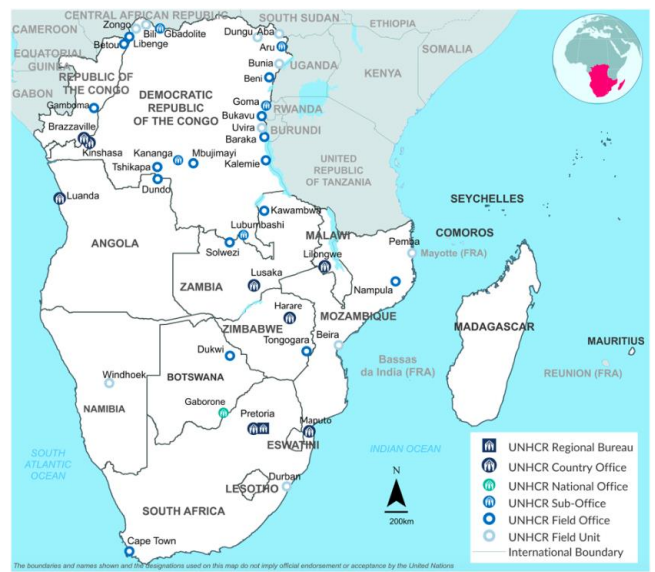 CENTRAL AFRICAN REPUBLIC
SOUTH SUDAN
ETHIOPIA
CAMEROON
Zongo
Bili
Gbadolite
Dungu
Aba
Betou
Libenge
Aru
SOMALIA
EQUATORIAL
GUINEA
Bunia
UGANDA
REPUBLIC OF
THE CONGO
Beni
KENYA
GABON
DEMOCRATIC
REPUBLIC
OF THE CONGO
Gamboma
Goma
RWANDA
Bukavu
Brazzaville
Uvira
BURUNDI
Baraka
Kinshasa
Kananga
Mbujimayi
Kalemie
UNITED
REPUBLIC
OF TANZANIA
Tshikapa
Dundo
Luanda
SEYCHELLES
Kawambwa
Lubumbashi
MALAWI
COMOROS
ANGOLA
Solwezi
Pemba
Mayotte (FRA)
Lilongwe
Lusaka
ZAMBIA
Nampula
Harare
MOZAMBIQUE
ZIMBABWE
Beira
MADAGASCAR
Tongogara
MAURITIUS
Dukwi
Bassas
da India (FRA)
REUNION (FRA)
Windhoek
BOTSWANA
NAMIBIA
Gaborone
Pretoria
Maputo
ESWATINI
SOUTH
ATLANTIC
OCEAN
INDIAN OCEAN
UNHCR Regional Bureau
UNHCR Country Office
UNHCR National Office
UNHCR Sub-Office
UNHCR Field Office
UNHCR Field Unit
International Boundary
N
200km
LESOTHO
Durban
SOUTH AFRICA
Cape Town
The boundaries and names shown and the designations used on this map do not imply official endorsement or acceptance by the United Nations